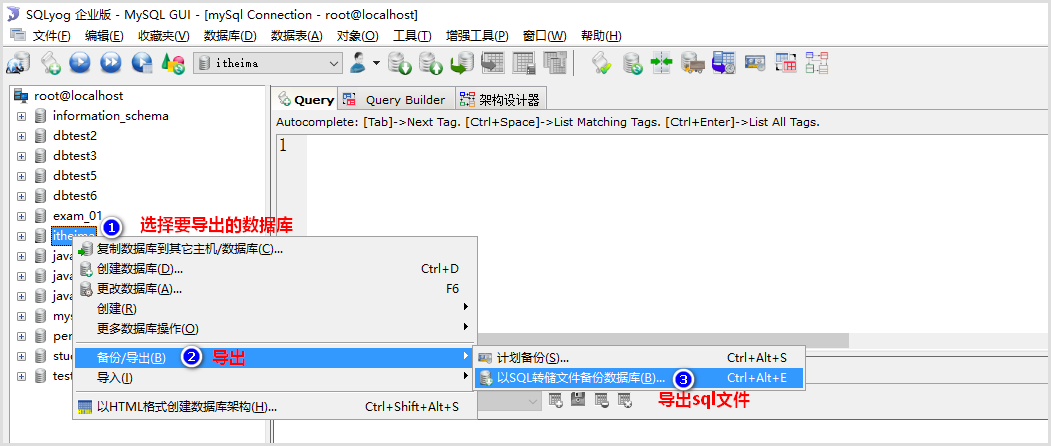 SQLyog 企业版 - MySQL GUI - [mySql Connection - root@localhost]
文件(F) 编辑(E) 收藏夹(V) 数据库(D) 数据表(A) 对象(O) 工具(T) 增强工具(P) 窗口(W) 帮助(H)
itheima
root@localhost
information_schema
dbtest2
dbtest3
dbtest5
dbtest6
exam_01
1 选择要导出的数据库
itheima
java
java
java
mys
per
stu
test
Query Query Builder 架构设计器
Autocomplete: [Tab]->Next Tag. [Ctrl+Space]->List Matching Tags. [Ctrl+Enter]->List All Tags.
1
复制数据库到其它主机/数据库(C)...
创建数据库(D)... Ctrl+D
更改数据库(A)... F6
创建(R)
更多数据库操作(O)
备份/导出(B) 2 导出
导入(I)
以HTML格式创建数据库架构(H)... Ctrl+Shift+Alt+S
计划备份(S)... Ctrl+Alt+S
以SQL转储文件备份数据库(B)... 3 Ctrl+Alt+E
导出sql文件